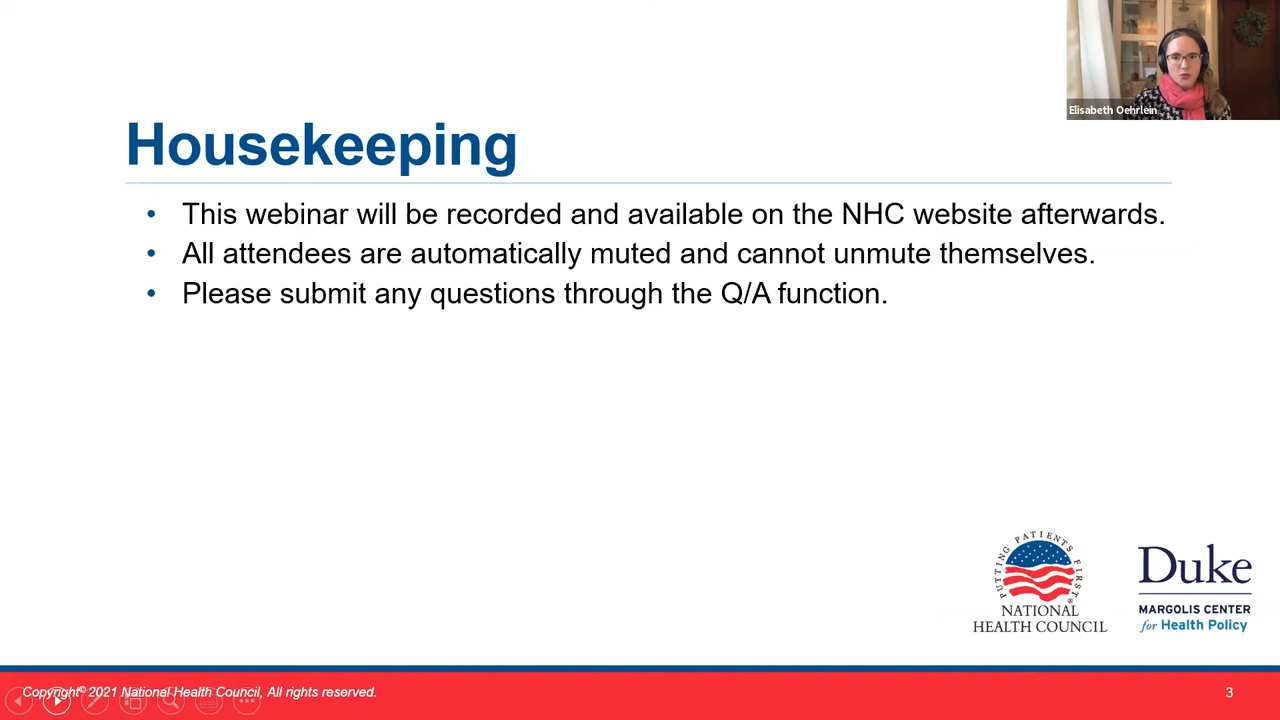 Elisabeth Oehrlein
Housekeeping
• This webinar will be recorded and available on the NHC website afterwards.
• All attendees are automatically muted and cannot unmute themselves.
• Please submit any questions through the Q/A function.
PUTTING PATIENTS FIRST®
NATIONAL
HEALTH COUNCIL
Duke
MARGOLIS CENTER
for Health Policy
Copyright© 2021 National Health Council, All rights reserved.
3